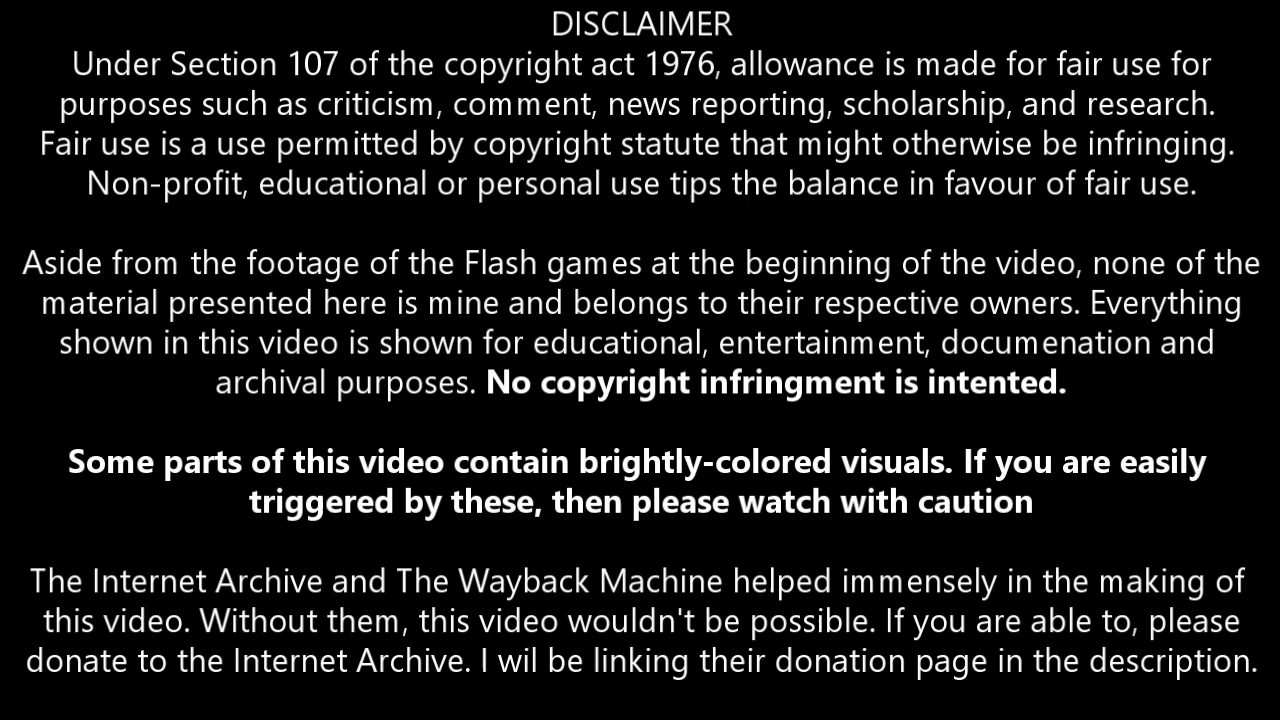 DISCLAIMER
Under Section 107 of the copyright act 1976, allowance is made for fair use for
purposes such as criticism, comment, news reporting, scholarship, and research.
Fair use is a use permitted by copyright statute that might otherwise be infringing.
Non-profit, educational or personal use tips the balance in favour of fair use.
Aside from the footage of the Flash games at the beginning of the video, none of the
material presented here is mine and belongs to their respective owners. Everything
shown in this video is shown for educational, entertainment, documenation and
archival purposes. No copyright infringment is intented.
Some parts of this video contain brightly-colored visuals. If you are easily
triggered by these, then please watch with caution
The Internet Archive and The Wayback Machine helped immensely in the making of
this video. Without them, this video wouldn't be possible. If you are able to, please
donate to the Internet Archive. I wil be linking their donation page in the description.